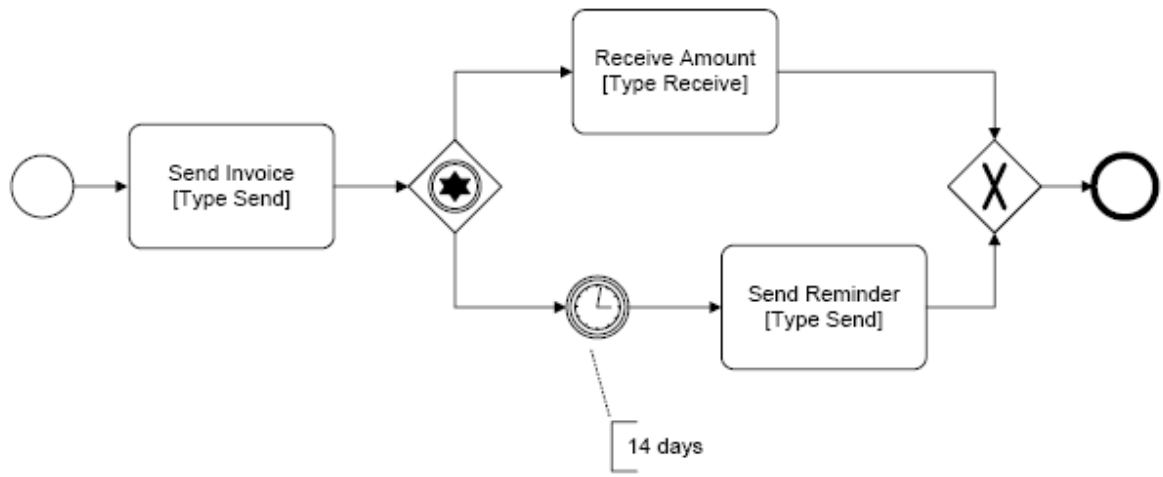 Receive Amount
[Type Receive]
Send Invoice
[Type Send]
X
Send Reminder
[Type Send]
14 days